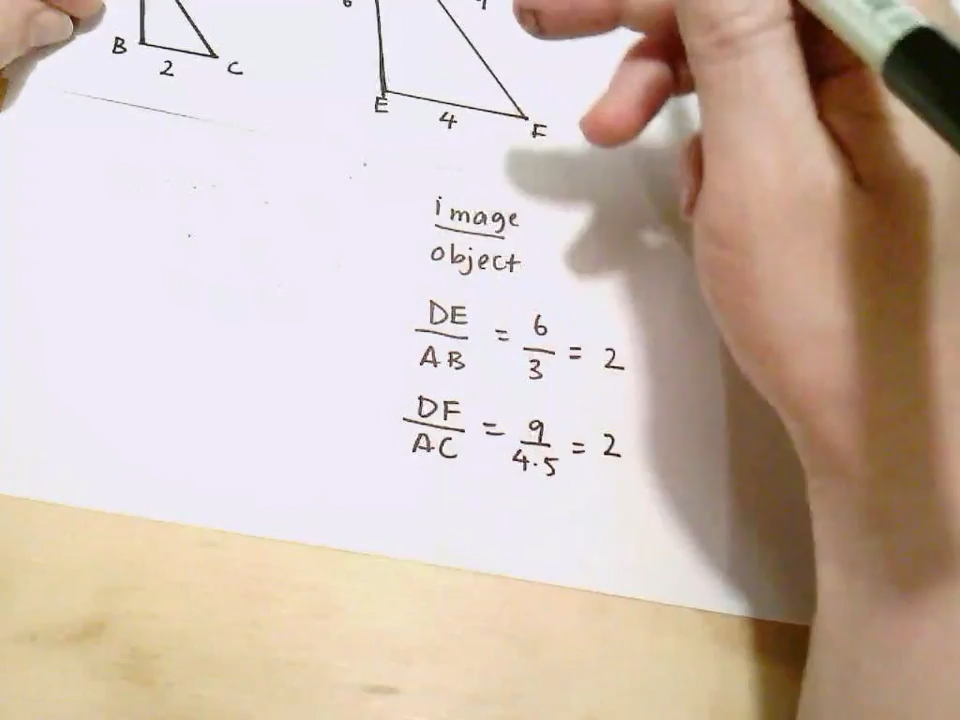 B
2
C
E
4
F
image
object
DE
AB
= 6/3 = 2
DF
AC
= 9/4.5 = 2